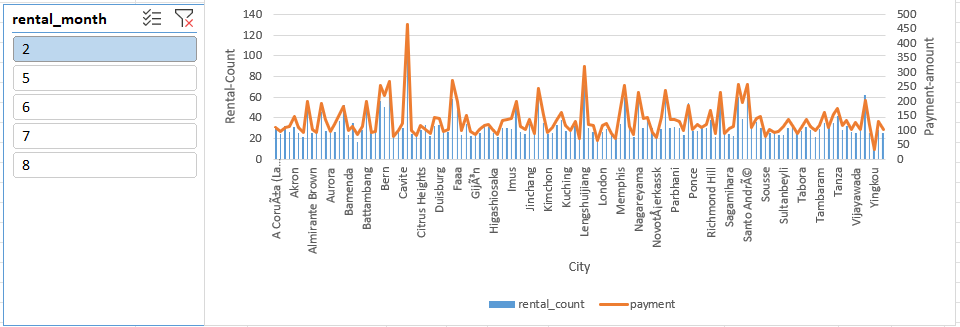 rental_month
2
5
6
7
8
140
120
100
80
60
40
20
0
Rental-Count
500
450
400
350
300
250
200
150
100
50
0
Payment-amount
A CoruÃ±a (La…
Akron
Almirante Brown
Aurora
Bamenda
Battambang
Bern
Cavite
Citrus Heights
Duisburg
Faaa
GijÃ³n
Higashiosaka
Imus
Jinchang
Kimchon
Kuching
Lengshuijiang
London
Memphis
Nagareyama
NovotÅ¡erkassk
Parbhani
Ponce
Richmond Hill
Sagamihara
Santo AndrÃ©
Sousse
Sultanbeyli
Tabora
Tambaram
Tanza
Vijayawada
Yingkou
City
rental_count
payment